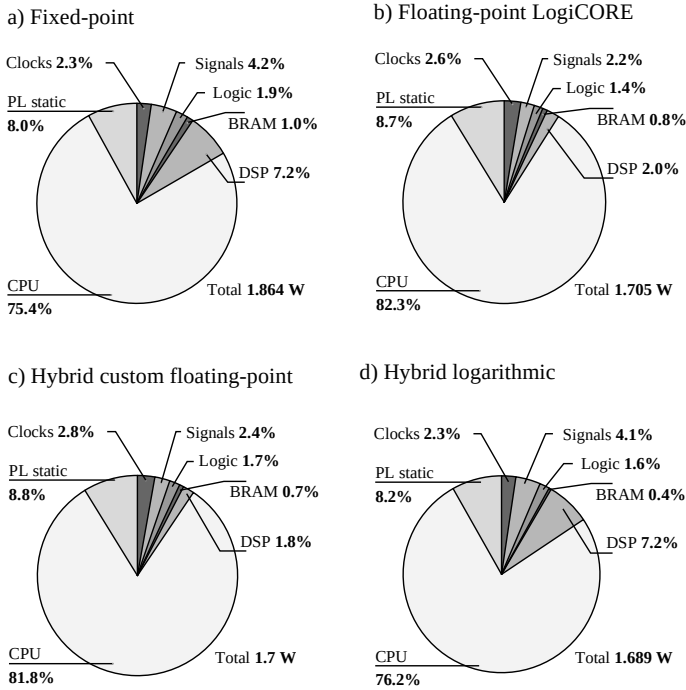 a) Fixed-point
Clocks 2.3%
Signals 4.2%
PL static
8.0%
Logic 1.9%
BRAM 1.0%
DSP 7.2%
CPU
75.4%
Total 1.864 W
b) Floating-point LogiCORE
Clocks 2.6%
Signals 2.2%
PL static
8.7%
Logic 1.4%
BRAM 0.8%
DSP 2.0%
CPU
82.3%
Total 1.705 W
c) Hybrid custom floating-point
Clocks 2.8%
Signals 2.4%
PL static
8.8%
Logic 1.7%
BRAM 0.7%
DSP 1.8%
CPU
81.8%
Total 1.7 W
d) Hybrid logarithmic
Clocks 2.3%
Signals 4.1%
PL static
8.2%
Logic 1.6%
BRAM 0.4%
DSP 7.2%
CPU
76.2%
Total 1.689 W